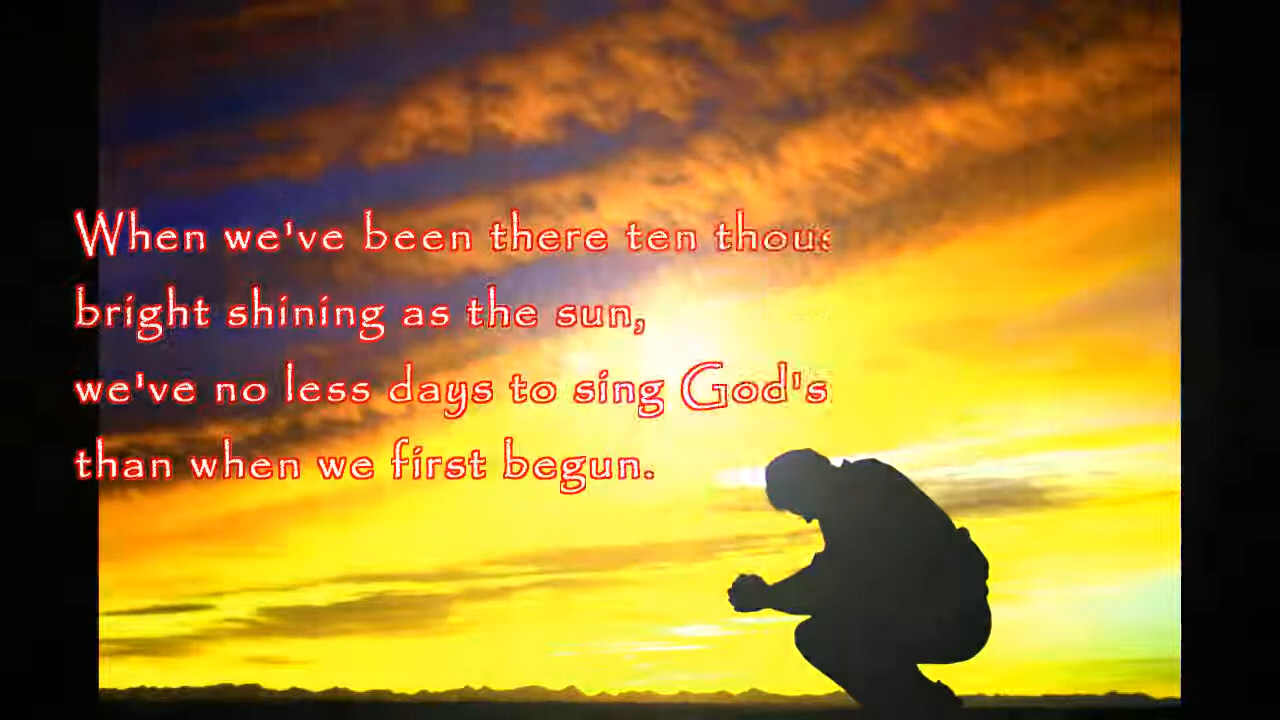 When we've been there ten thous
bright shining as the sun,
we've no less days to sing God's
than when we first begun.